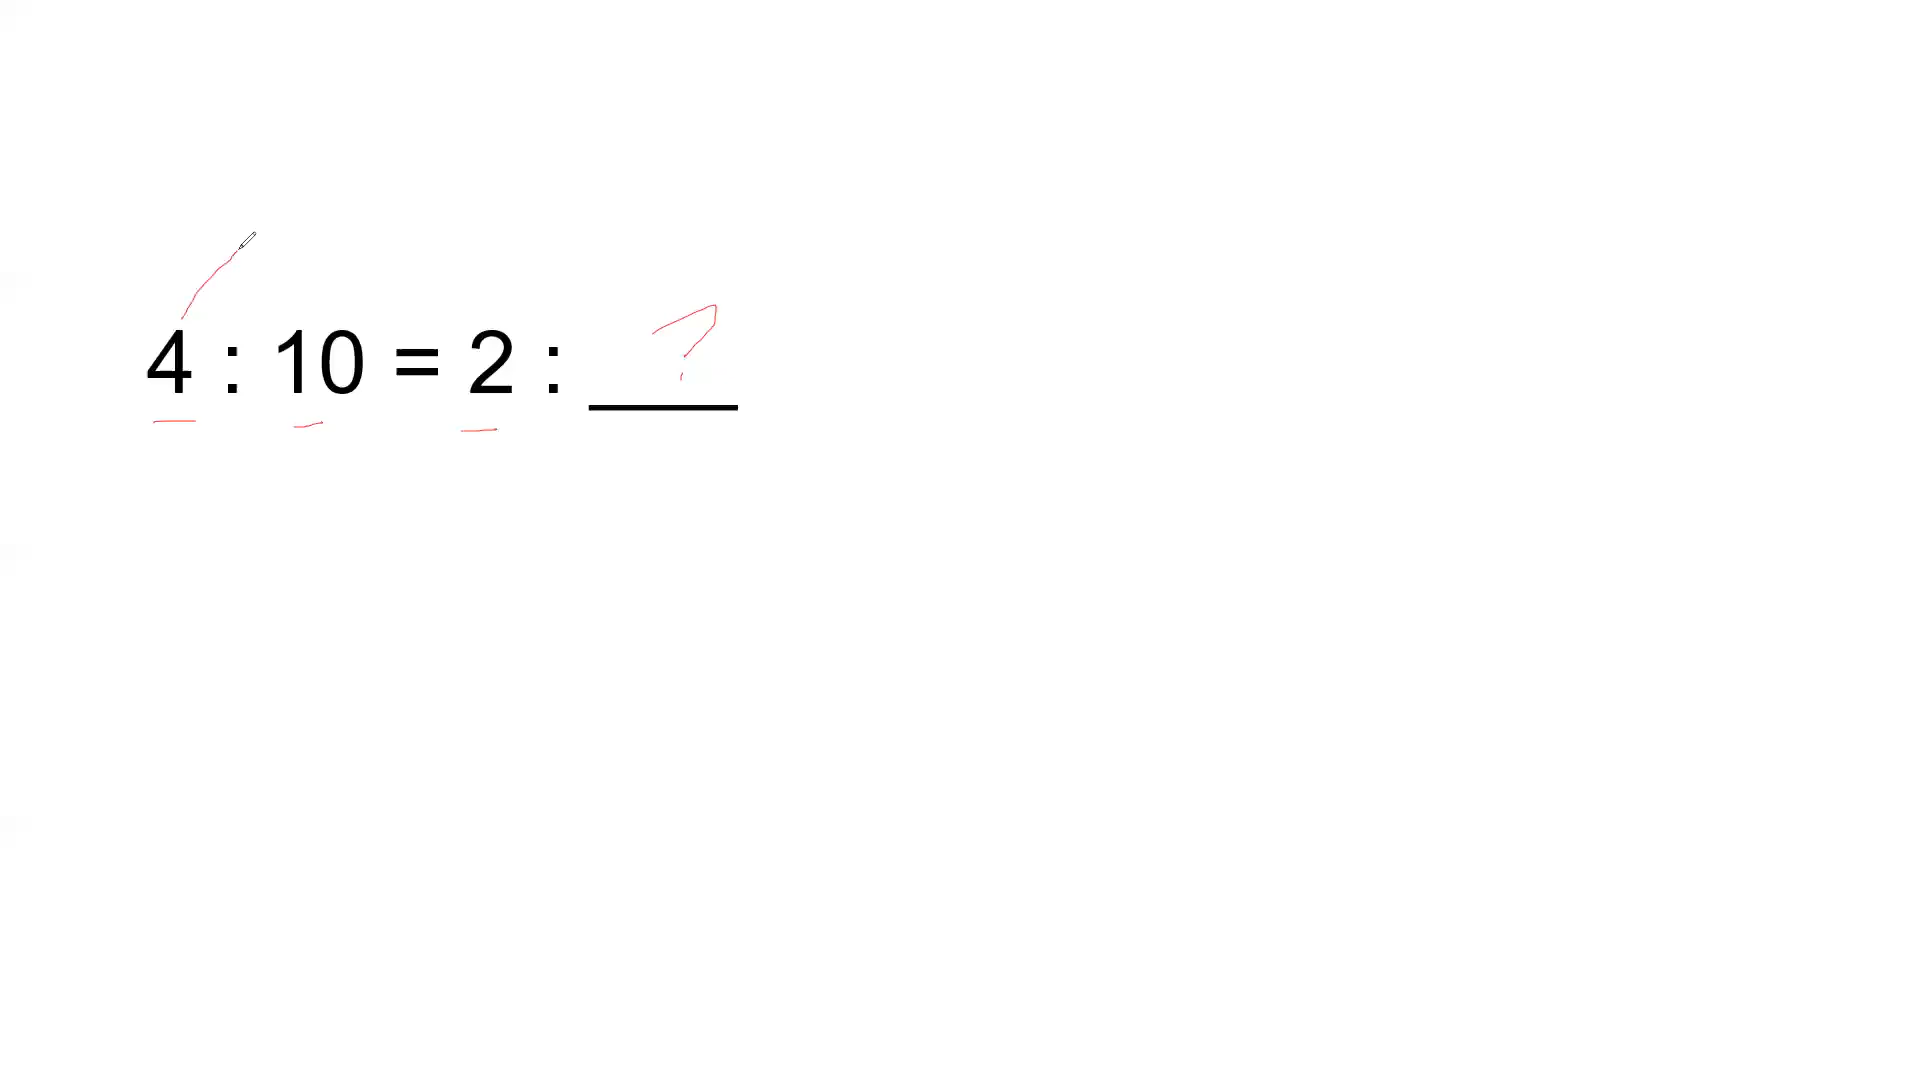 4 : 10 = 2 : ____ ?